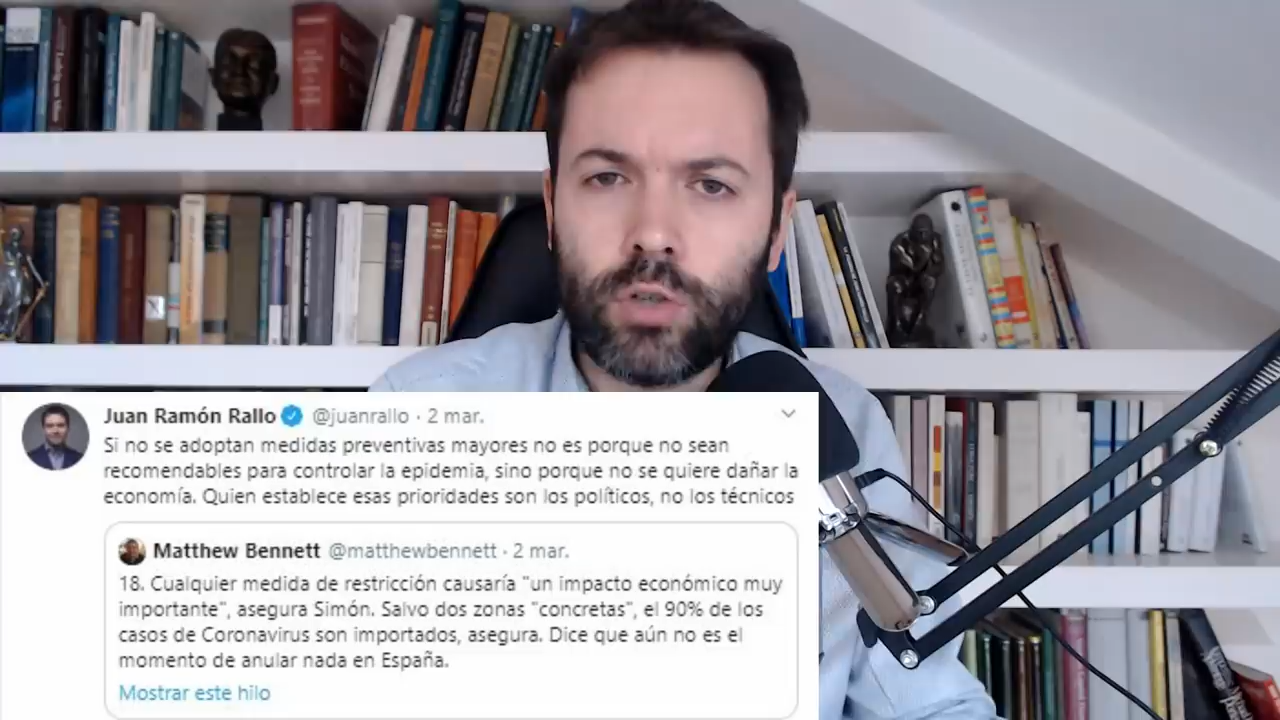 Juan Ramón Rallo @juanrallo · 2 mar.
Si no se adoptan medidas preventivas mayores no es porque no sean
recomendables para controlar la epidemia, sino porque no se quiere dañar la
economía. Quien establece esas prioridades son los políticos, no los técnicos
Matthew Bennett @matthewbennett · 2 mar.
18. Cualquier medida de restricción causaría "un impacto económico muy
importante", asegura Simón. Salvo dos zonas "concretas", el 90% de los
casos de Coronavirus son importados, asegura. Dice que aún no es el
momento de anular nada en España.
Mostrar este hilo